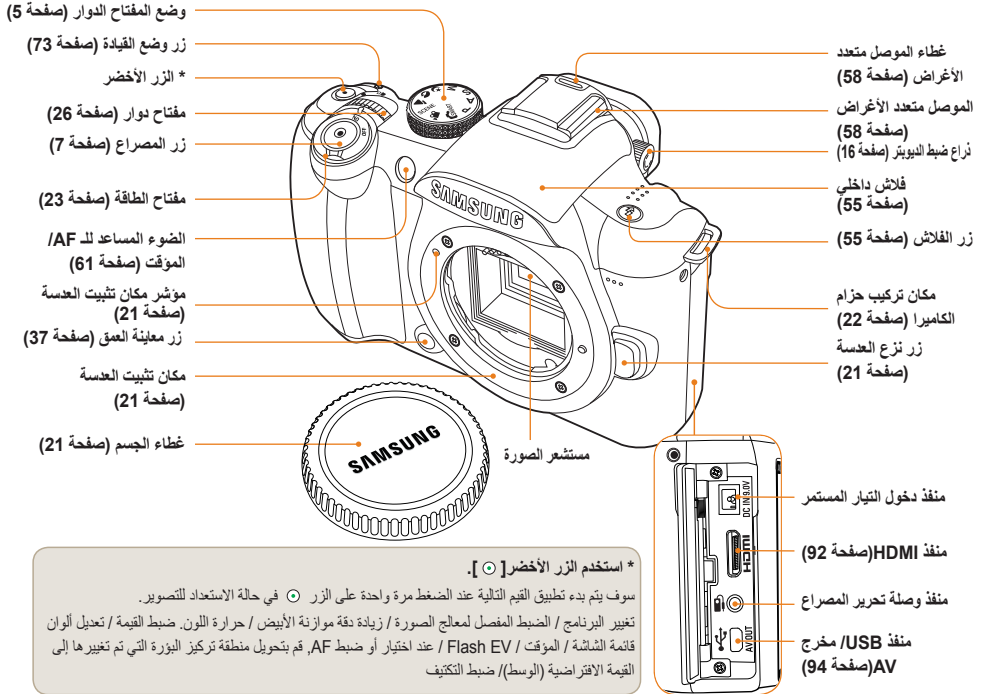 وضع المفتاح الدوار (صفحة 5)
زر وضع القيادة (صفحة 73)
* الزر الأخضر
مفتاح دوار (صفحة 26)
زر المصراع (صفحة 7)
مفتاح الطاقة (صفحة 23)
الضوء المساعد للـ AF/
المؤقت (صفحة 61)
مؤشر مكان تثبيت العدسة
(صفحة 21)
زر معاينة العمق (صفحة 37)
مكان تثبيت العدسة
(صفحة 21)
غطاء الجسم (صفحة 21)
غطاء الموصل متعدد
الأغراض (صفحة 58)
الموصل متعدد الأغراض
(صفحة 58)
ذراع ضبط الديوبتر (صفحة 16)
فلاش داخلي
(صفحة 55)
زر الفلاش (صفحة 55)
مكان تركيب حزام
الكاميرا (صفحة 22)
زر نزع العدسة
(صفحة 21)
مستشعر الصورة
SAMSUNG
SAMSUNG
SCENE
DC IN 9.0V
HDMI
AV OUT
منفذ دخول التيار المستمر
منفذ HDMI(صفحة 92)
منفذ وصلة تحرير المصراع
منفذ USB/ مخرج
AV(صفحة 94)
* استخدم الزر الأخضر[ ].
سوف يتم بدء تطبيق القيم التالية عند الضغط مرة واحدة على الزر في حالة الاستعداد للتصوير.
تغيير البرنامج / الضبط المفصل لمعالج الصورة / زيادة دقة موازنة الأبيض / حرارة اللون. ضبط القيمة / تعديل ألوان
قائمة الشاشة / المؤقت / Flash EV / عند اختيار أو ضبط AF, قم بتحويل منطقة تركيز البؤرة التي تم تغييرها إلى
القيمة الافتراضية (الوسط)/ ضبط التكثيف